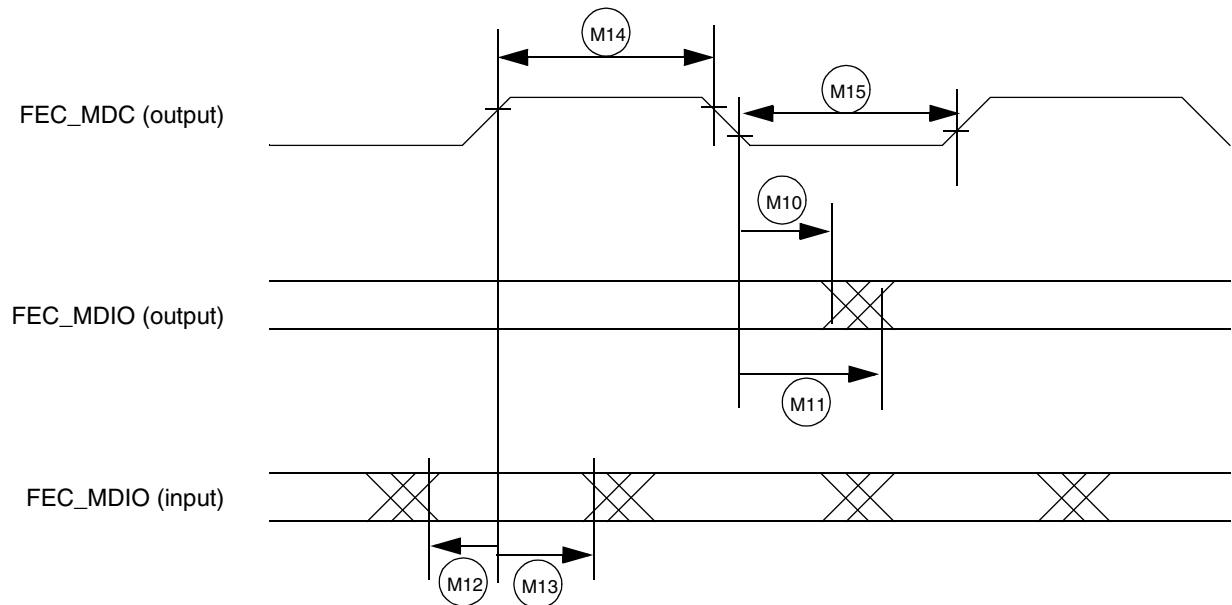 M14
FEC_MDC (output)
M15
M10
FEC_MDIO (output)
M11
FEC_MDIO (input)
M12
M13